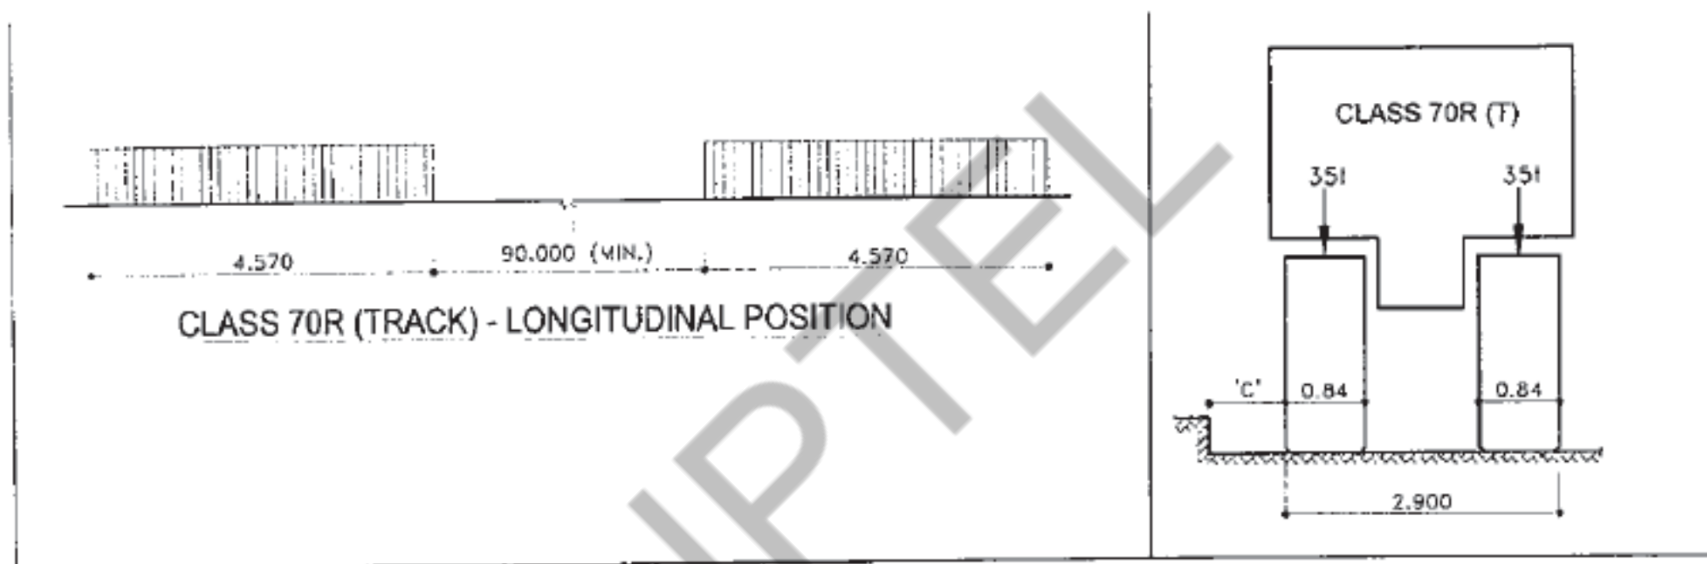 4.570
90.000 (MIN.)
4.570
CLASS 70R (TRACK) - LONGITUDINAL POSITION
CLASS 70R (T)
35t
35t
'C'
0.84
0.84
2.900
IPTEL